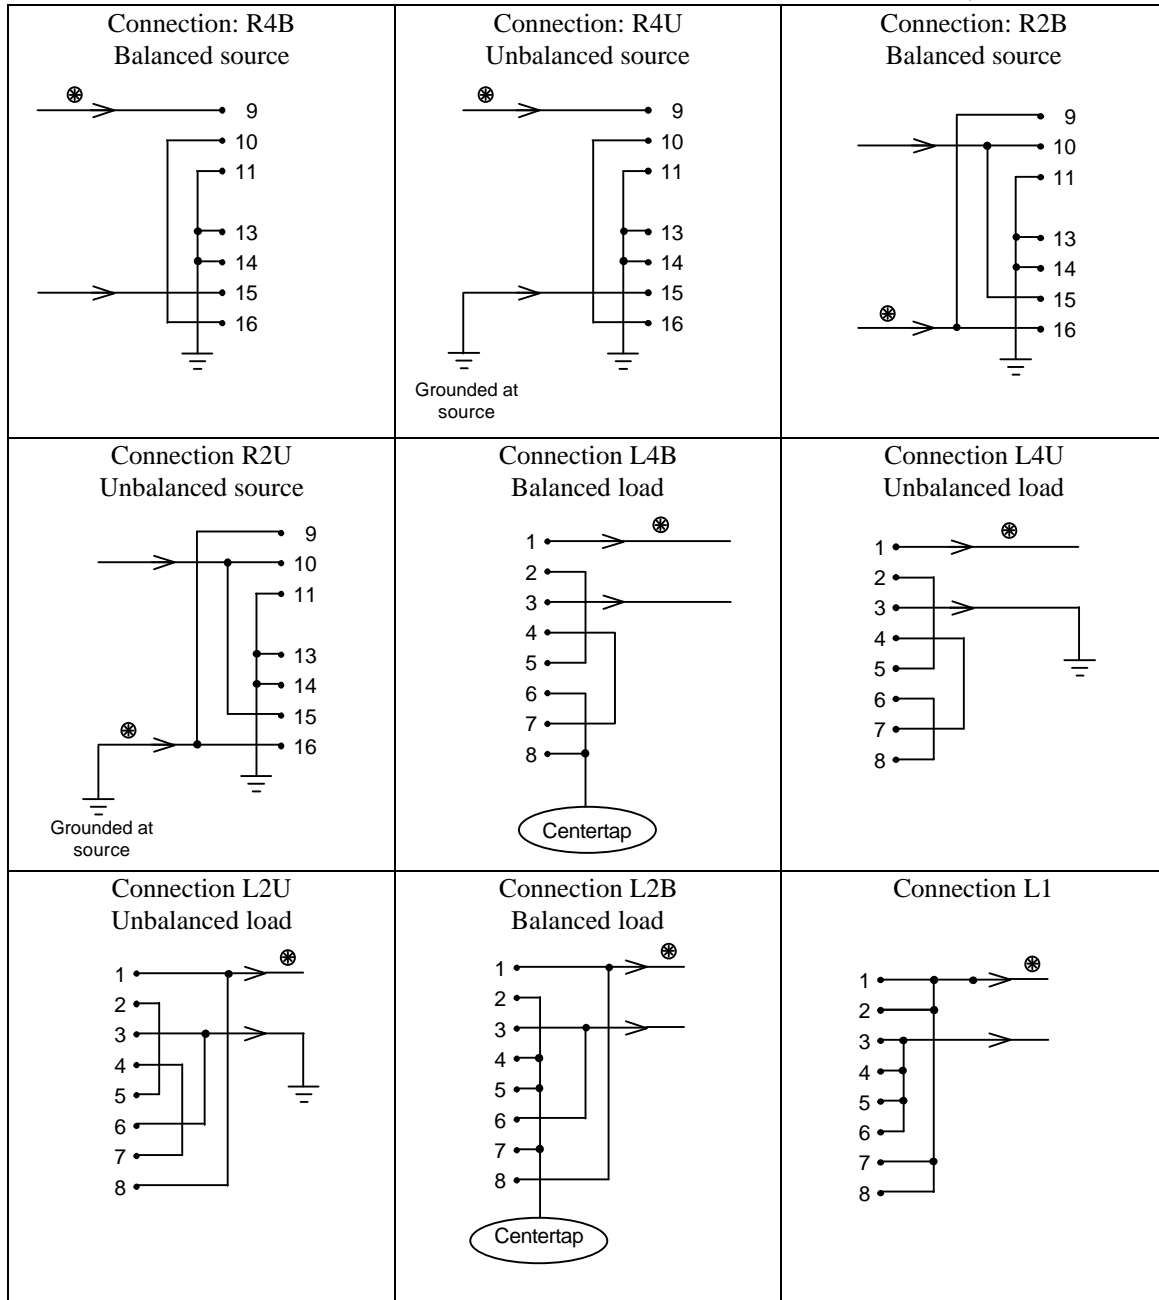 Connection: R4B
Balanced source
9
10
11
13
14
15
16
Connection: R4U
Unbalanced source
9
10
11
13
14
15
16
Grounded at
source
Connection: R2B
Balanced source
9
10
11
13
14
15
16
Connection R2U
Unbalanced source
9
10
11
13
14
15
16
Grounded at
source
Connection L4B
Balanced load
1
2
3
4
5
6
7
8
Centertap
Connection L4U
Unbalanced load
1
2
3
4
5
6
7
8
Connection L2U
Unbalanced load
1
2
3
4
5
6
7
8
Connection L2B
Balanced load
1
2
3
4
5
6
7
8
Centertap
Connection L1
1
2
3
4
5
6
7
8